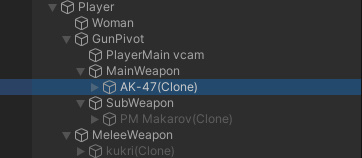 Player
Woman
GunPivot
PlayerMain vcam
MainWeapon
AK-47(Clone)
SubWeapon
PM Makarov(Clone)
MeleeWeapon
kukri(Clone)